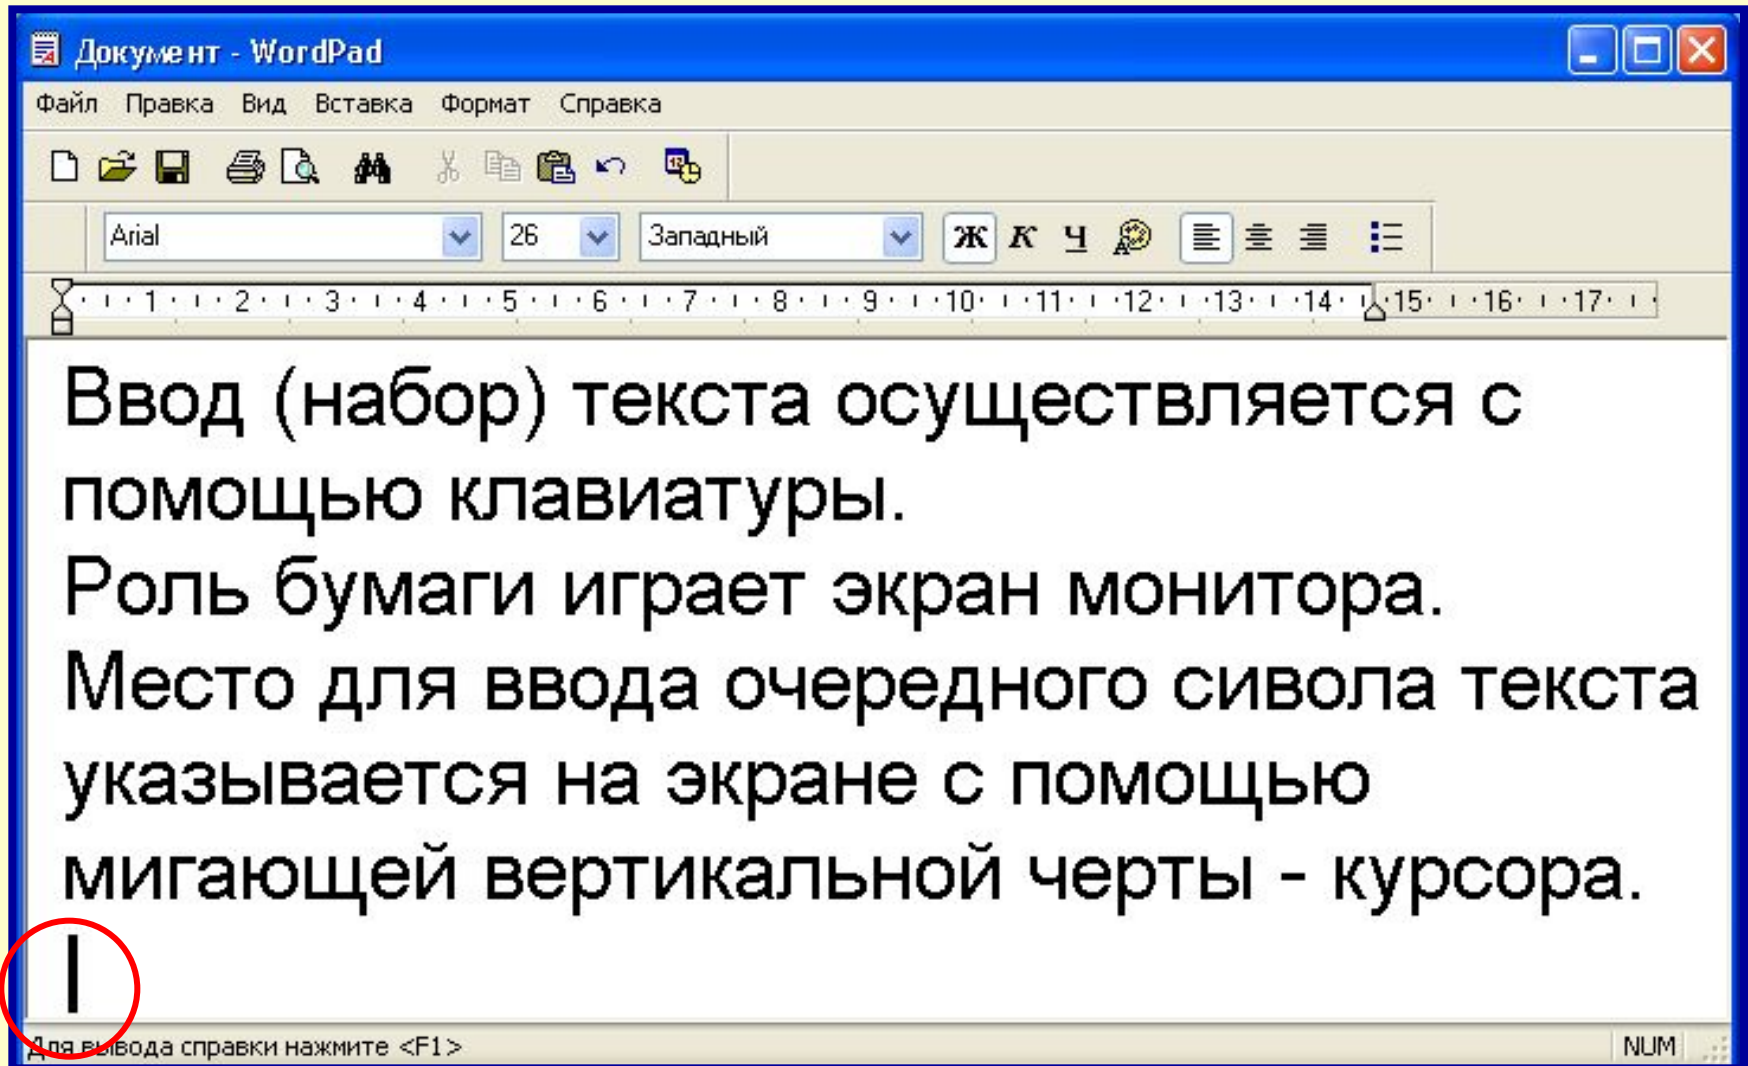 Документ - WordPad
Файл Правка Вид Вставка Формат Справка
Arial 26 Западный Ж К Ч
1 2 3 4 5 6 7 8 9 10 11 12 13 14 15 16 17
Ввод (набор) текста осуществляется с
помощью клавиатуры.
Роль бумаги играет экран монитора.
Место для ввода очередного сивола текста
указывается на экране с помощью
мигающей вертикальной черты - курсора.
Для вывода справки нажмите <F1> NUM